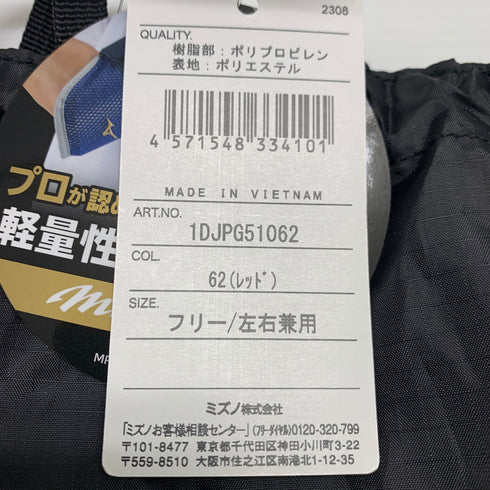 2308
QUALITY.
樹脂部：ポリプロピレン
表地：ポリエステル
4 571548 334101
MADE IN VIETNAM
ART.NO.
1DJPG51062
COL.
62(ﾚｯﾄﾞ)
SIZE.
フリー/左右兼用
ミズノ株式会社
「ミズノお客様相談センター」(フリーダイヤル)0120-320-799
〒101-8477 東京都千代田区神田小川町3-22
〒559-8510 大阪市住之江区南港北1-12-35
プロが認め
軽量性